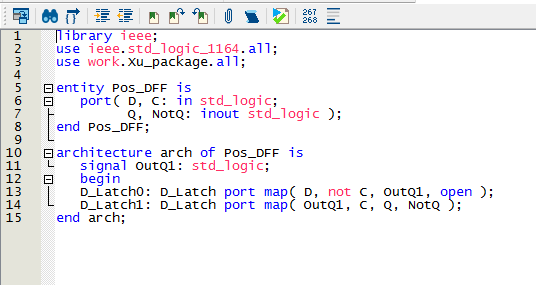 267
268
1 library ieee;
2 use ieee.std_logic_1164.all;
3 use work.Xu_package.all;
4
5 entity Pos_DFF is
6 port( D, C: in std_logic;
7 Q, NotQ: inout std_logic );
8 end Pos_DFF;
9
10 architecture arch of Pos_DFF is
11 signal OutQ1: std_logic;
12 begin
13 D_Latch0: D_Latch port map( D, not C, OutQ1, open );
14 D_Latch1: D_Latch port map( OutQ1, C, Q, NotQ );
15 end arch;